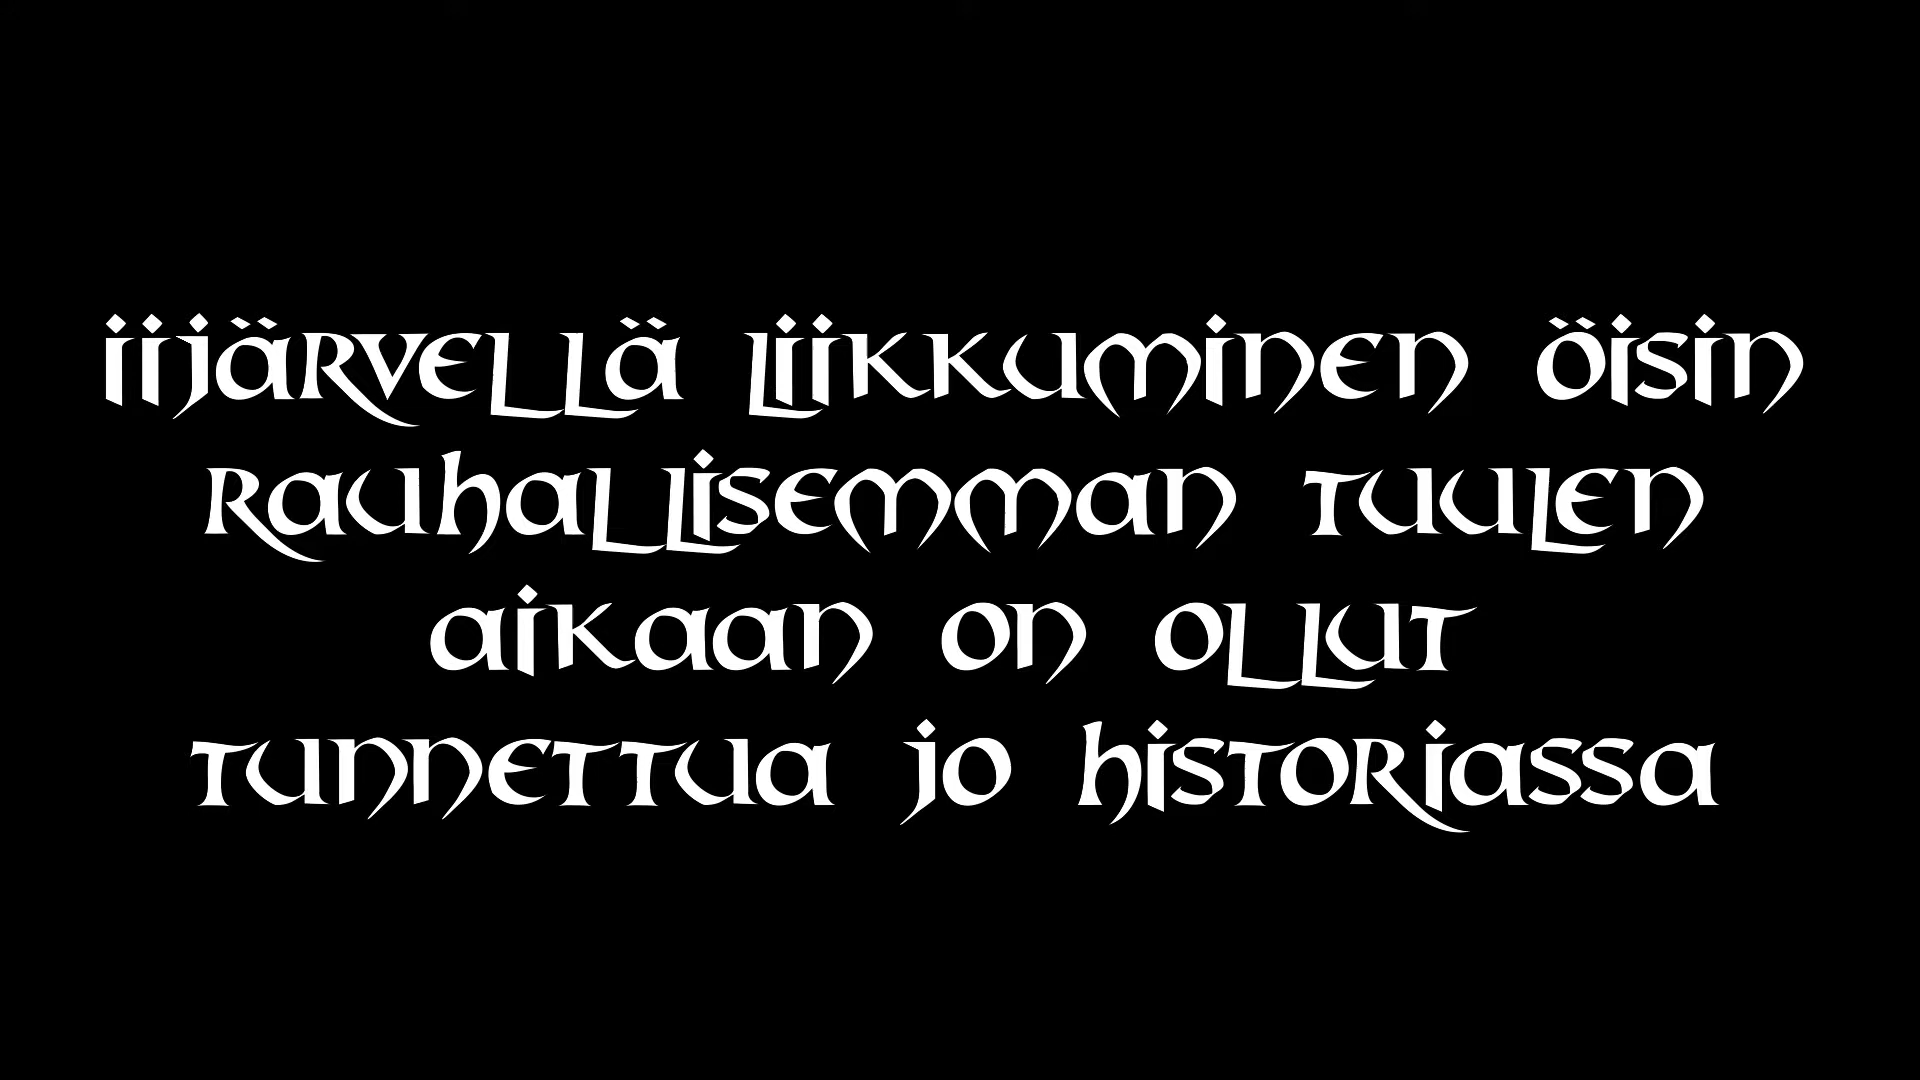 iijärvellä liikkuminen öisin
rauhallisemman tuulen
aikaan on ollut
tunnettua jo historiassa